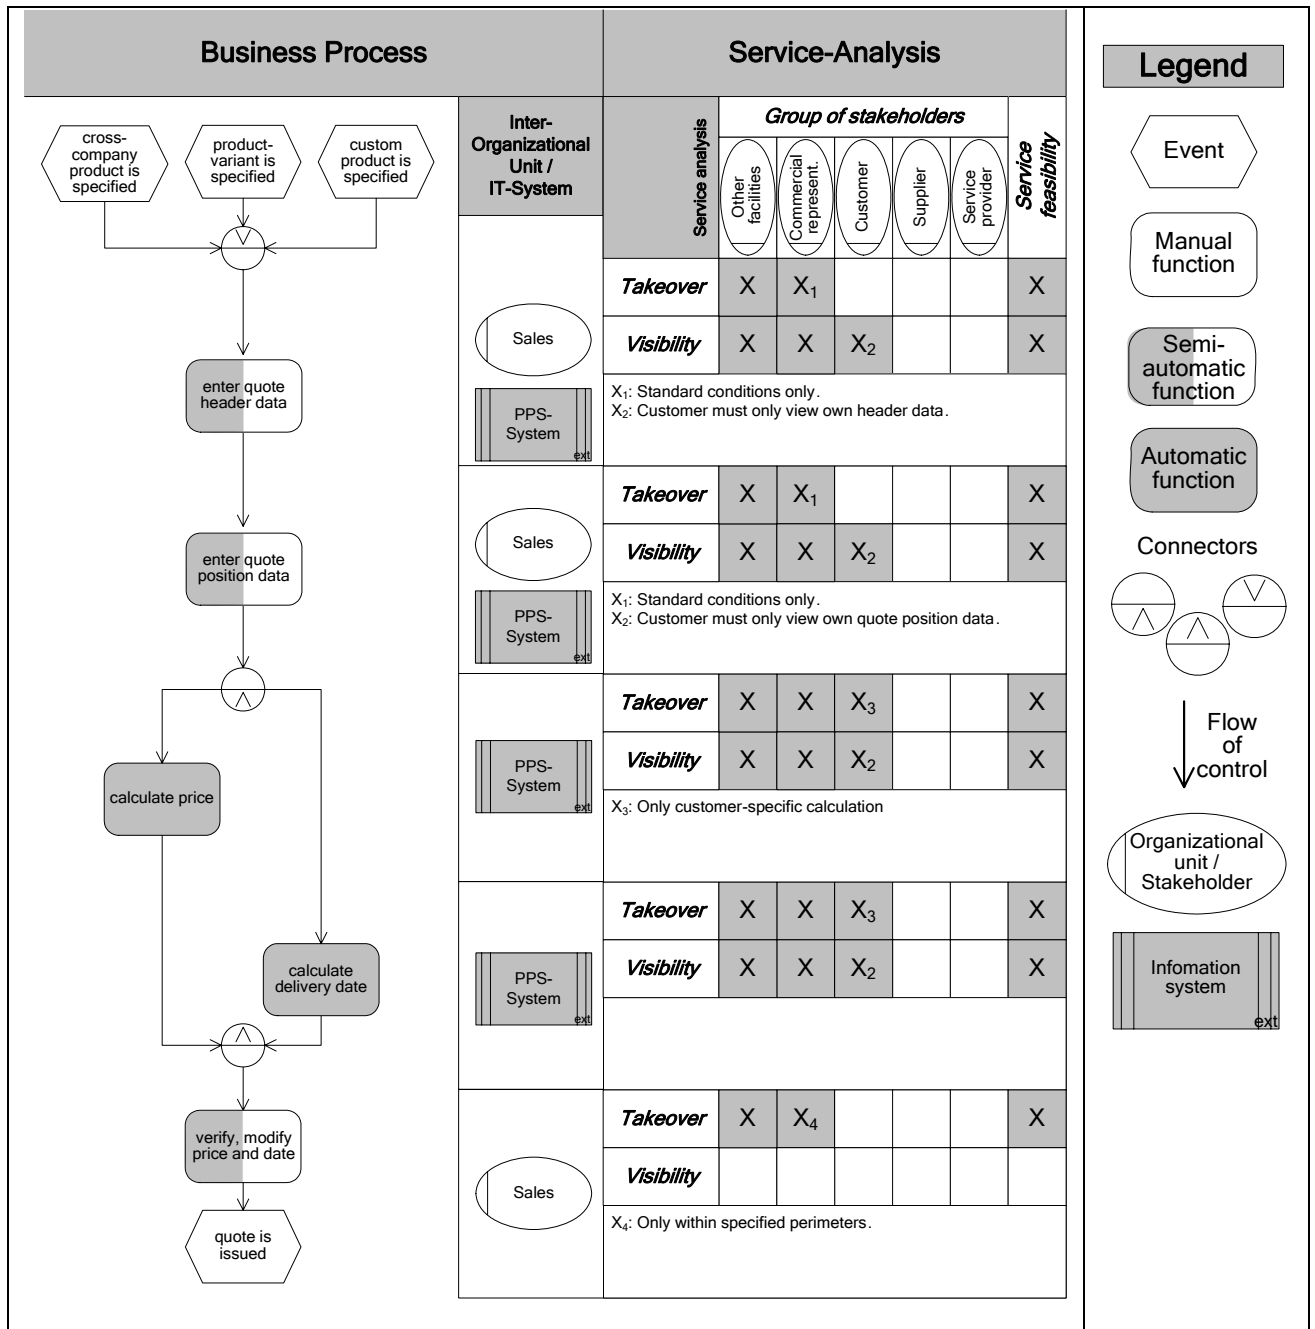 Business Process
Service-Analysis
Legend
cross-
company
product is
specified
product-
variant is
specified
custom
product is
specified
Inter-
Organizational
Unit /
IT-System
Service analysis
Group of stakeholders
Other
facilities
Commercial
represent.
Customer
Supplier
Service
provider
Service
feasibility
enter quote
header data
Sales
PPS-
System
ext
Takeover X X1 X
Visibility X X X2 X
X1: Standard conditions only.
X2: Customer must only view own header data.
enter quote
position data
Sales
PPS-
System
ext
Takeover X X1 X
Visibility X X X2 X
X1: Standard conditions only.
X2: Customer must only view own quote position data.
calculate price
PPS-
System
ext
Takeover X X X3 X
Visibility X X X2 X
X3: Only customer-specific calculation
calculate
delivery date
PPS-
System
ext
Takeover X X X3 X
Visibility X X X2 X
verify, modify
price and date
quote is
issued
Sales
Takeover X X4 X
Visibility
X4: Only within specified perimeters.
Event
Manual
function
Semi-
automatic
function
Automatic
function
Connectors
Flow
of
control
Organizational
unit /
Stakeholder
Infomation
system
ext